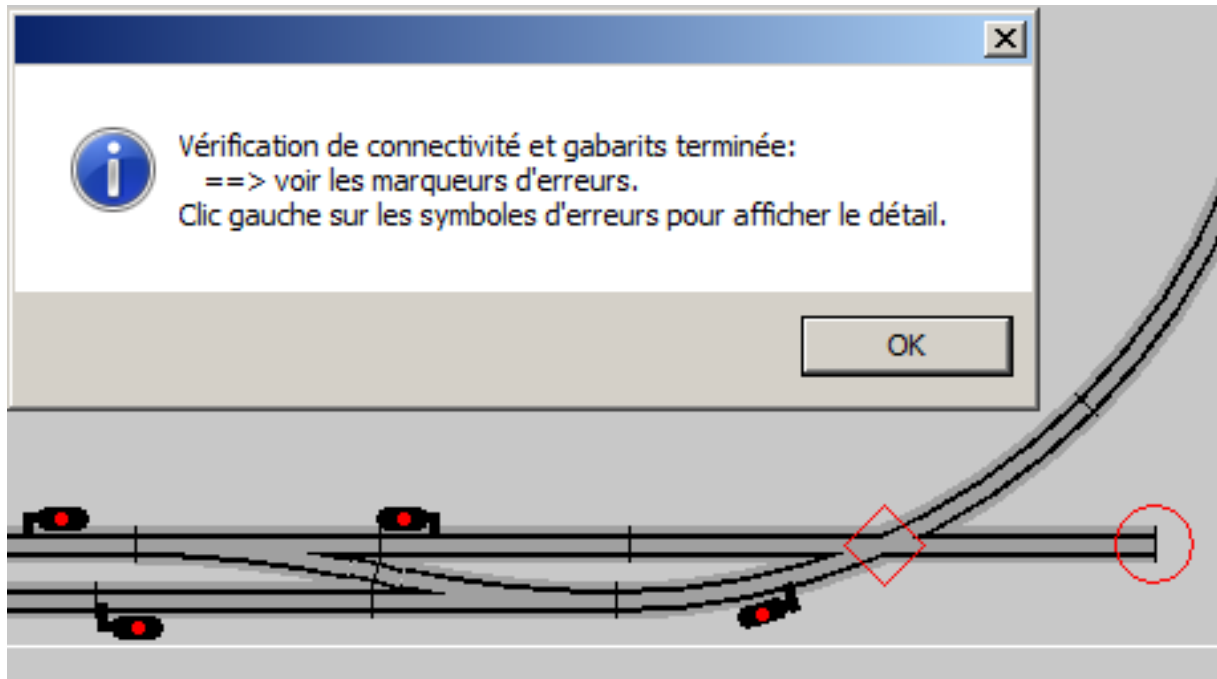 Vérification de connectivité et gabarits terminée:
==> voir les marqueurs d'erreurs.
Clic gauche sur les symboles d'erreurs pour afficher le détail.
OK